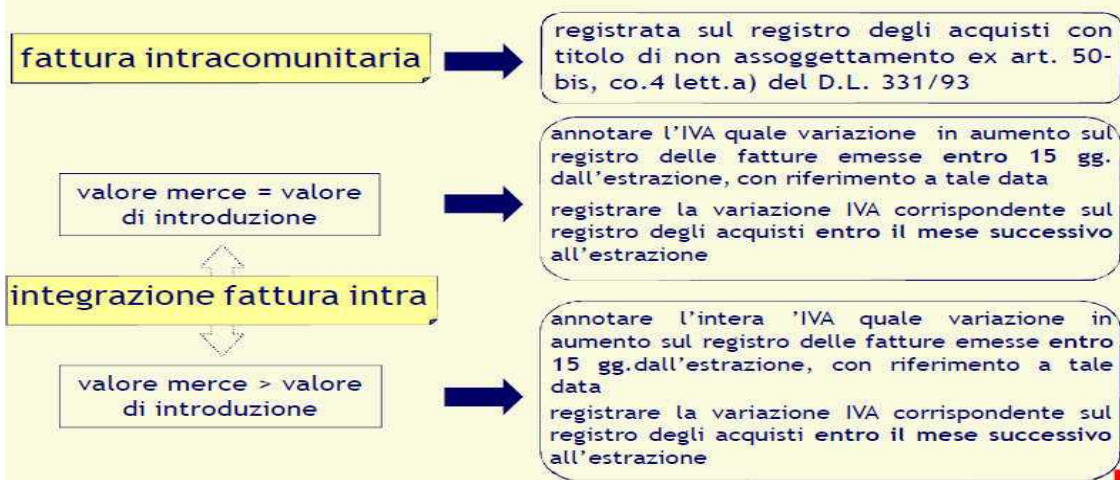 fattura intracomunitaria
registrata sul registro degli acquisti con
titolo di non assoggettamento ex art. 50-
bis, co.4 lett.a) del D.L. 331/93
valore merce = valore
di introduzione
annotare l'IVA quale variazione in aumento sul
registro delle fatture emesse entro 15 gg.
dall'estrazione, con riferimento a tale data
registrare la variazione IVA corrispondente sul
registro degli acquisti entro il mese successivo
all'estrazione
integrazione fattura intra
valore merce > valore
di introduzione
annotare l'intera 'IVA quale variazione in
aumento sul registro delle fatture emesse entro
15 gg.dall'estrazione, con riferimento a tale
data
registrare la variazione IVA corrispondente sul
registro degli acquisti entro il mese successivo
all'estrazione